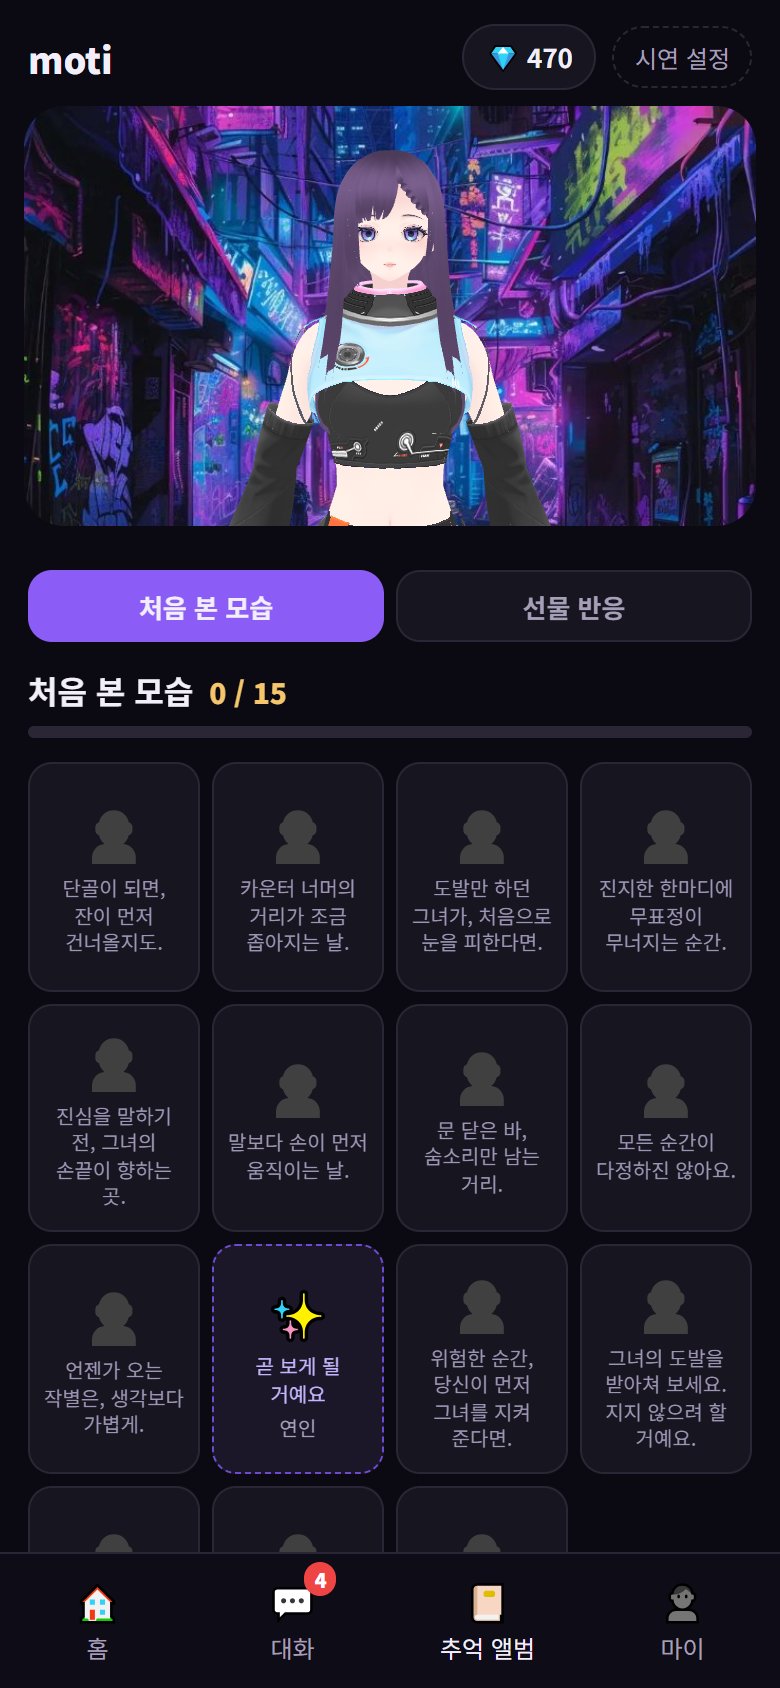 moti
470
시연 설정
처음 본 모습
선물 반응
처음 본 모습 0 / 15
단골이 되면,
잔이 먼저
건너올지도.
카운터 너머의
거리가 조금
좁아지는 날.
도발만 하던
그녀가, 처음으로
눈을 피한다면.
진지한 한마디에
무표정이
무너지는 순간.
진심을 말하기
전, 그녀의
손끝이 향하는
곳.
말보다 손이 먼저
움직이는 날.
문 닫은 바,
숨소리만 남는
거리.
모든 순간이
다정하진 않아요.
언젠가 오는
작별은, 생각보다
가볍게.
곧 보게 될
거예요
연인
위험한 순간,
당신이 먼저
그녀를 지켜
준다면.
그녀의 도발을
받아쳐 보세요.
지지 않으려 할
거예요.
홈
4
대화
추억 앨범
마이